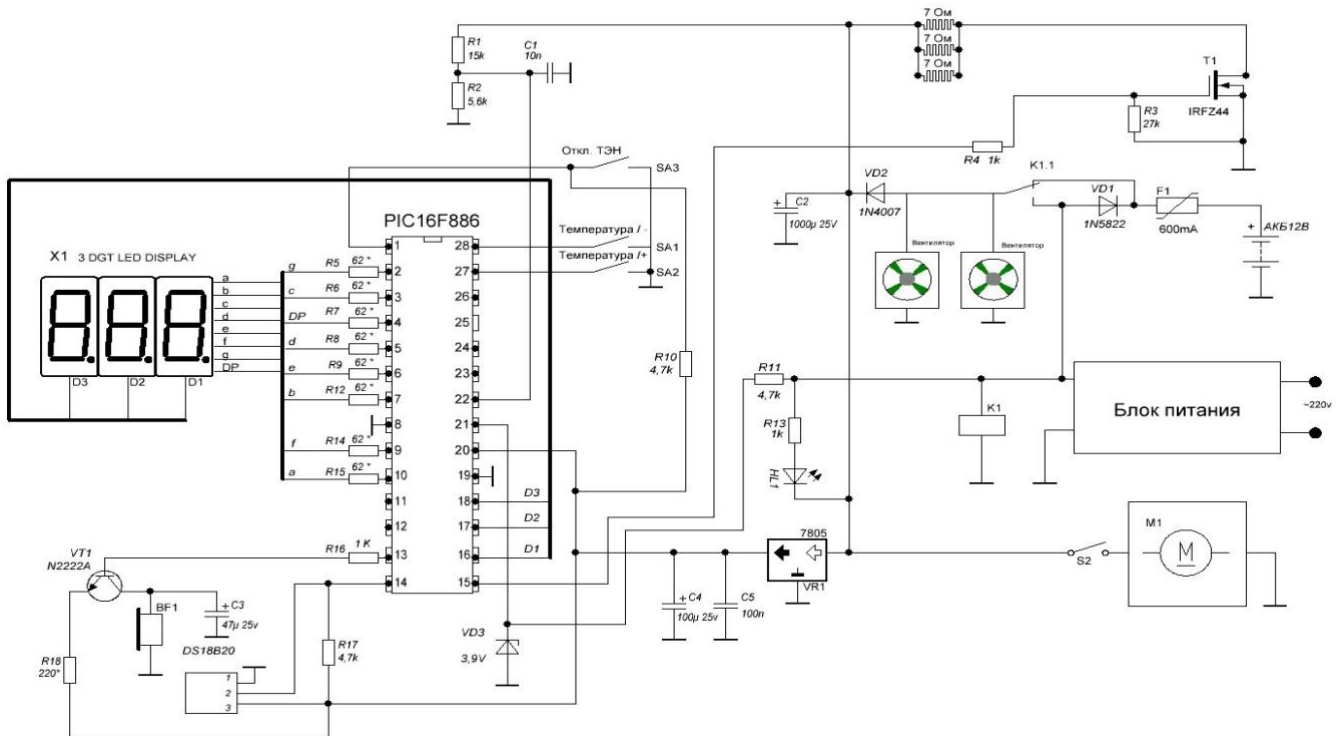 7 Ом
7 Ом
7 Ом
R1
15k
C1
10n
R2
5,6k
T1
IRFZ44
R3
27k
R4 1k
Откл. ТЭН
SA3
K1.1
VD2
1N4007
VD1
1N5822
F1
600mA
+ АКБ12В
+
C2
1000µ 25V
PIC16F886
Температура / -
SA1
Температура /+
SA2
Вентилятор
Вентилятор
X1 3 DGT LED DISPLAY
a
b
c
d
e
f
g
DP
D3
D2
D1
g
R5
62 *
c
R6
62 *
DP
R7
62 *
d
R8
62 *
e
R9
62 *
b
R12
62 *
f
R14
62 *
a
R15
62 *
1
2
3
4
5
6
7
8
9
10
11
12
13
14
28
27
26
25
24
23
22
21
20
19
18
17
16
15
D3
D2
D1
R10
4,7k
R11
4,7k
R13
1k
HL1
K1
Блок питания
~220v
7805
VR1
S2
M1
M
+
C4
100µ 25v
C5
100n
VT1
N2222A
R16
1 K
BF1
+
C3
47µ 25v
R18
220*
DS18B20
1
2
3
R17
4,7k
VD3
3,9V